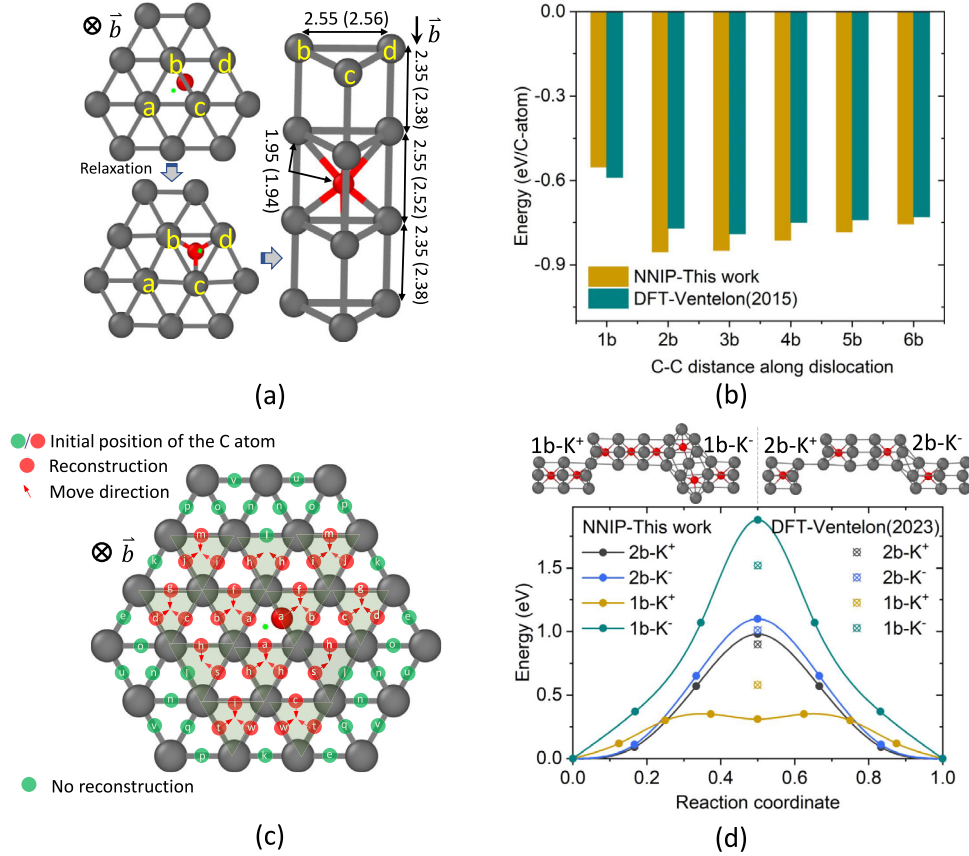 ⊗ b⃗
b d
a c
Relaxation
b d
a c
2.55 (2.56)
b⃗
b d
c
2.35 (2.38)
1.95 (1.94)
2.55 (2.52)
2.35 (2.38)
(a)
0.0
-0.3
-0.6
-0.9
Energy (eV/C-atom)
NNIP-This work
DFT-Ventelon(2015)
1b 2b 3b 4b 5b 6b
C-C distance along dislocation
(b)
/ Initial position of the C atom
Reconstruction
Move direction
⊗ b⃗
v u
p o n n o p
m l m
k j i h h i j k
g f f g
e d c b a a b c d e
o h a h o
u n j s h h s j n u
n l c n
v q t w w t q v
p k e
No reconstruction
(c)
1b-K⁺ 1b-K⁻ 2b-K⁺ 2b-K⁻
NNIP-This work DFT-Ventelon(2023)
2b-K⁺ 2b-K⁺
2b-K⁻ 2b-K⁻
1b-K⁺ 1b-K⁺
1b-K⁻ 1b-K⁻
1.5
1.0
0.5
0.0
Energy (eV)
0.0 0.2 0.4 0.6 0.8 1.0
Reaction coordinate
(d)